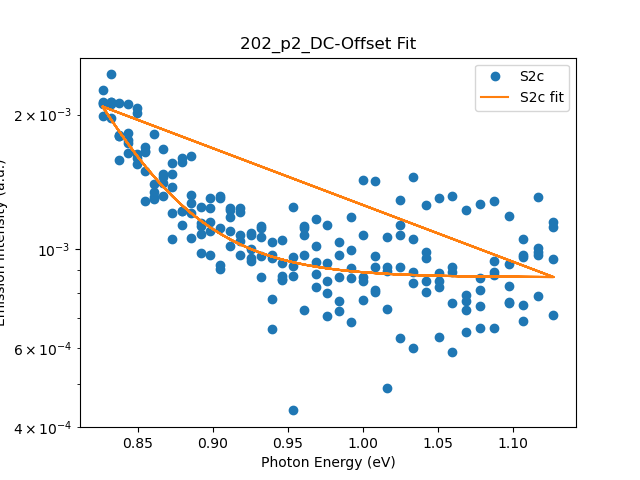 202_p2_DC-Offset Fit
S2c
S2c fit
2 × 10⁻³
10⁻³
6 × 10⁻⁴
4 × 10⁻⁴
Emission Intensity (a.u.)
0.85 0.90 0.95 1.00 1.05 1.10
Photon Energy (eV)